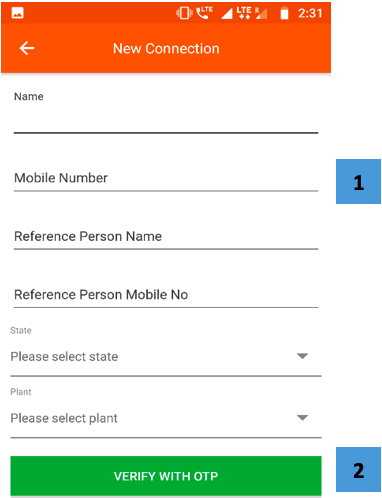 LTE LTE R 2:31
New Connection
Name
Mobile Number
1
Reference Person Name
Reference Person Mobile No
State
Please select state
Plant
Please select plant
VERIFY WITH OTP
2